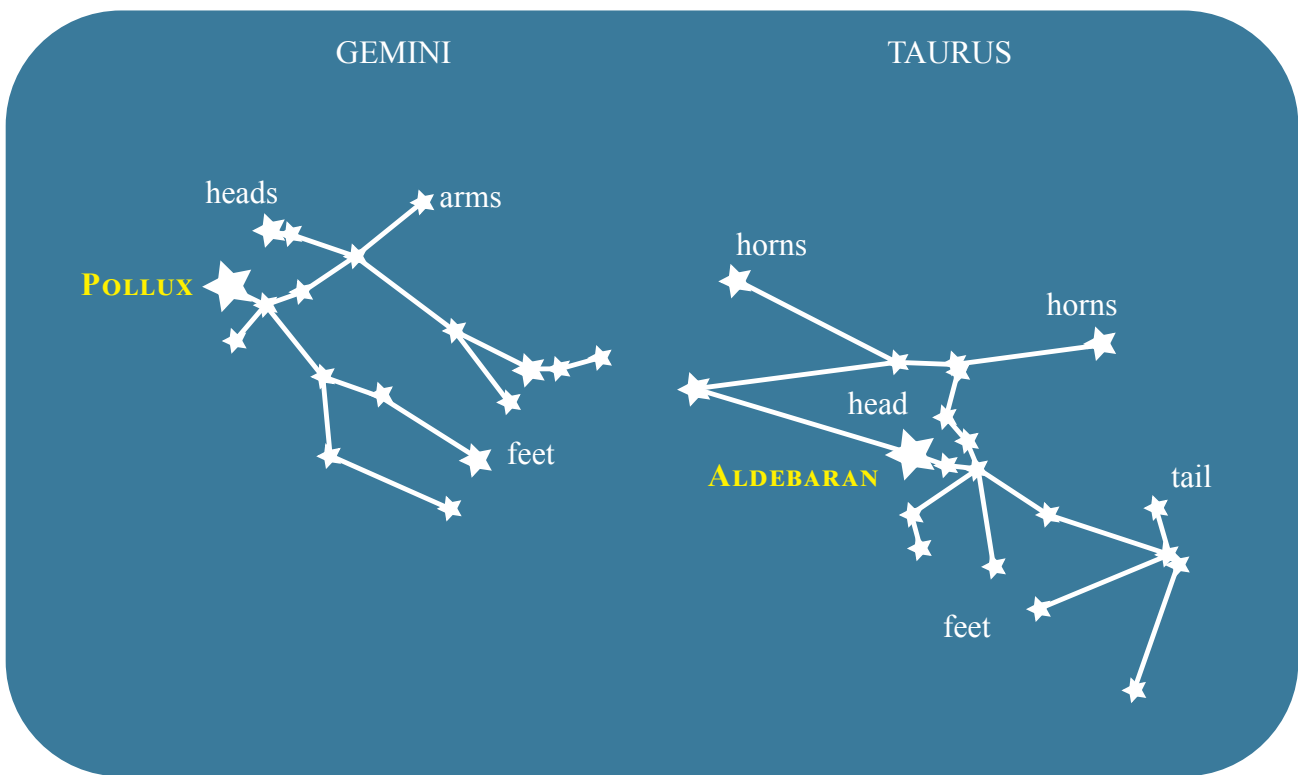 GEMINI
heads
arms
POLLUX
feet
TAURUS
horns
horns
head
ALDEBARAN
tail
feet